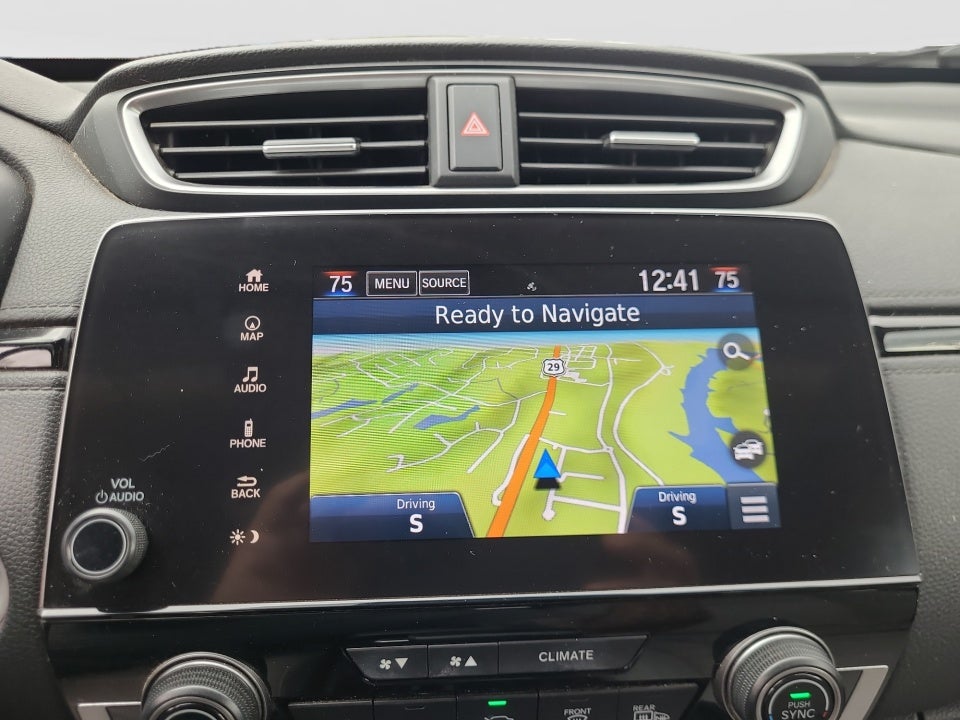 HOME
MAP
AUDIO
PHONE
BACK
VOL
AUDIO
75 MENU SOURCE 12:41 75
Ready to Navigate
29
Driving
S
Driving
S
CLIMATE
FRONT
REAR
PUSH
SYNC